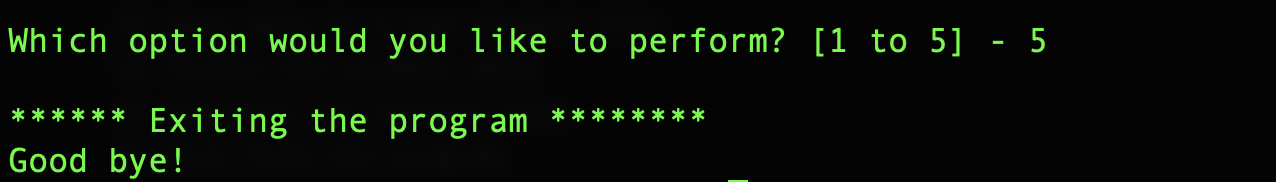 Which option would you like to perform? [1 to 5] - 5
****** Exiting the program ********
Good bye!